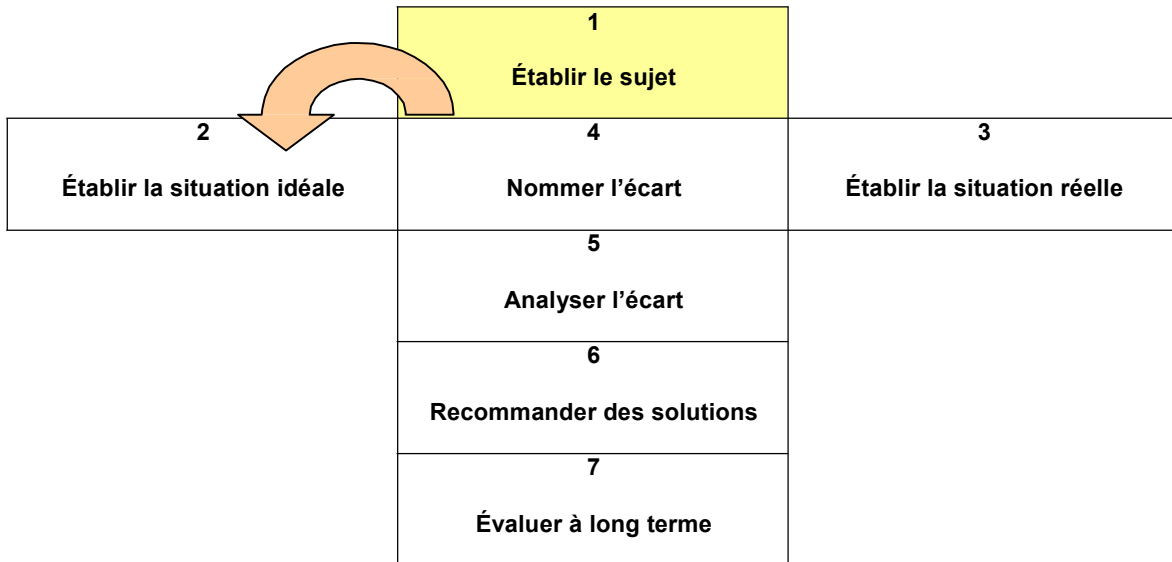 1
Établir le sujet
2
Établir la situation idéale
4
Nommer l’écart
3
Établir la situation réelle
5
Analyser l’écart
6
Recommander des solutions
7
Évaluer à long terme